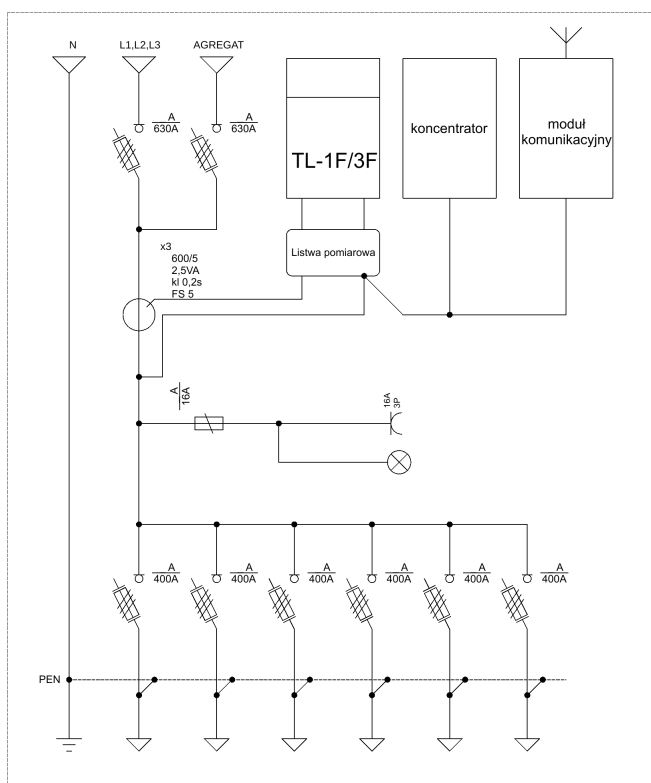 N
L1,L2,L3
AGREGAT
A
630A
A
630A
TL-1F/3F
koncentrator
moduł
komunikacyjny
Listwa pomiarowa
x3
600/5
2,5VA
kl 0,2s
FS 5
A
16A
16A
3P
A
400A
A
400A
A
400A
A
400A
A
400A
A
400A
PEN